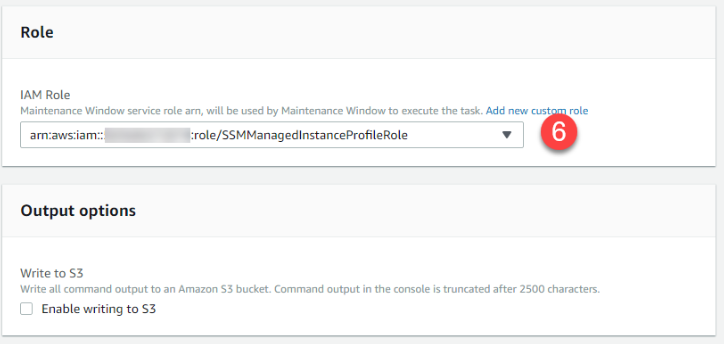 Role
IAM Role
Maintenance Window service role arn, will be used by Maintenance Window to execute the task. Add new custom role
arn:aws:iam:: :role/SSMManagedInstanceProfileRole
6
Output options
Write to S3
Write all command output to an Amazon S3 bucket. Command output in the console is truncated after 2500 characters.
Enable writing to S3